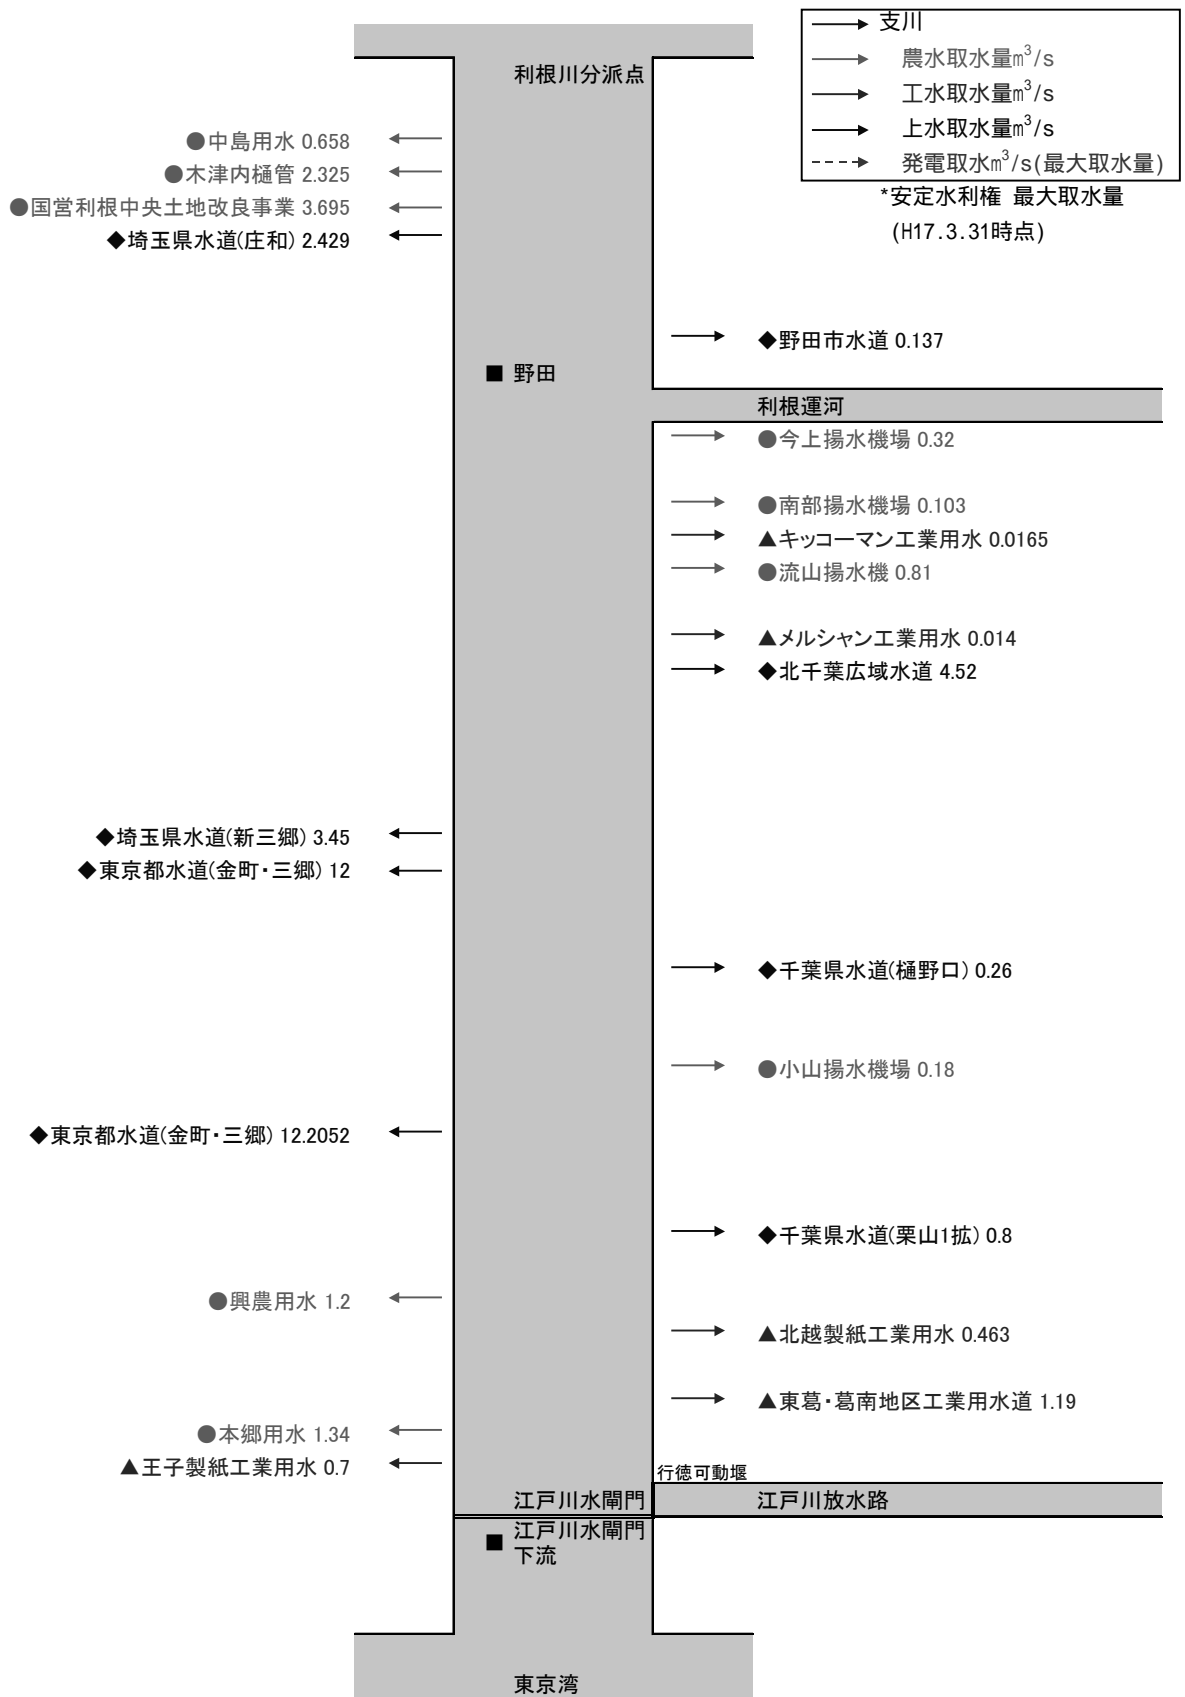 支川
農水取水量m³/s
利根川分派点
工水取水量m³/s
上水取水量m³/s
●中島用水 0.658
発電取水m³/s(最大取水量)
●木津内樋管 2.325
*安定水利権 最大取水量
●国営利根中央土地改良事業 3.695
(H17.3.31時点)
◆埼玉県水道(庄和) 2.429
◆野田市水道 0.137
■ 野田
利根運河
●今上揚水機場 0.32
●南部揚水機場 0.103
▲キッコーマン工業用水 0.0165
●流山揚水機 0.81
▲メルシャン工業用水 0.014
◆北千葉広域水道 4.52
◆埼玉県水道(新三郷) 3.45
◆東京都水道(金町・三郷) 12
◆千葉県水道(樋野口) 0.26
●小山揚水機場 0.18
◆東京都水道(金町・三郷) 12.2052
◆千葉県水道(栗山1拡) 0.8
●興農用水 1.2
▲北越製紙工業用水 0.463
▲東葛・葛南地区工業用水道 1.19
●本郷用水 1.34
▲王子製紙工業用水 0.7
行徳可動堰
江戸川水閘門
江戸川放水路
■ 江戸川水閘門
下流
東京湾